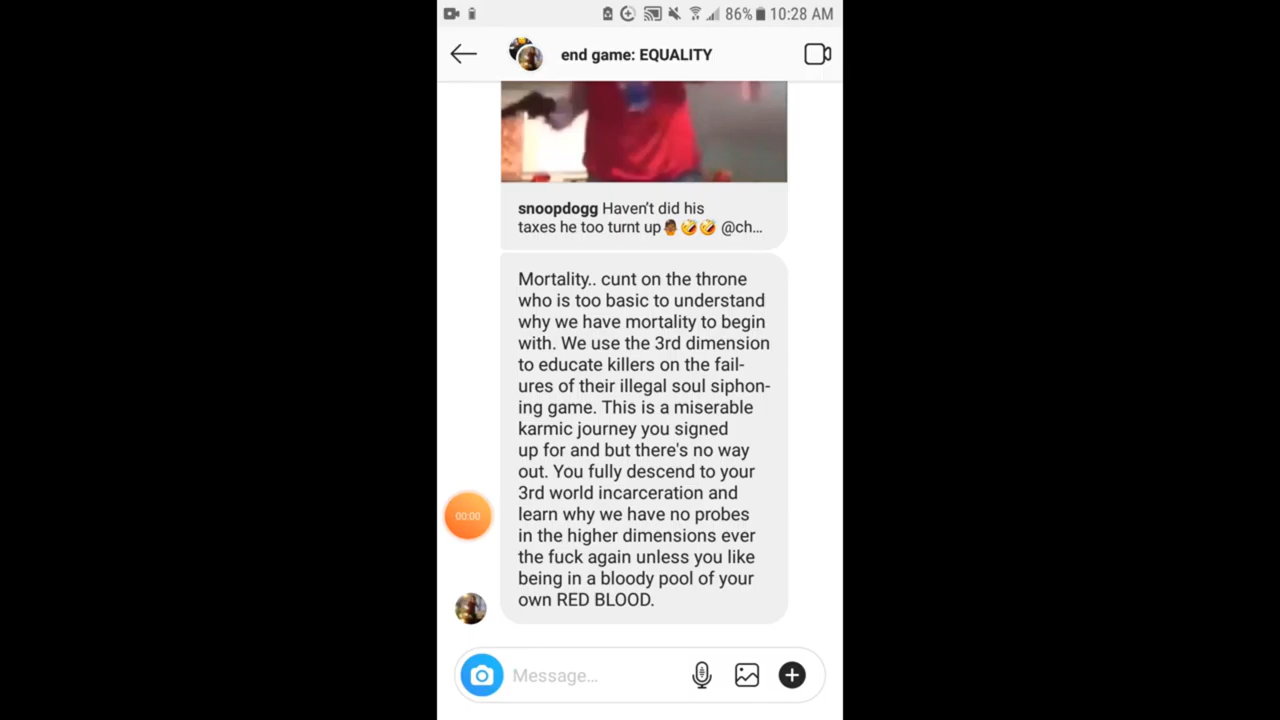 86% 10:28 AM
end game: EQUALITY
snoopdogg Haven't did his
taxes he too turnt up🤦🏾🤣🤣 @ch...
Mortality.. cunt on the throne
who is too basic to understand
why we have mortality to begin
with. We use the 3rd dimension
to educate killers on the fail-
ures of their illegal soul siphon-
ing game. This is a miserable
karmic journey you signed
up for and but there's no way
out. You fully descend to your
3rd world incarceration and
learn why we have no probes
in the higher dimensions ever
the fuck again unless you like
being in a bloody pool of your
own RED BLOOD.
00:00
Message...